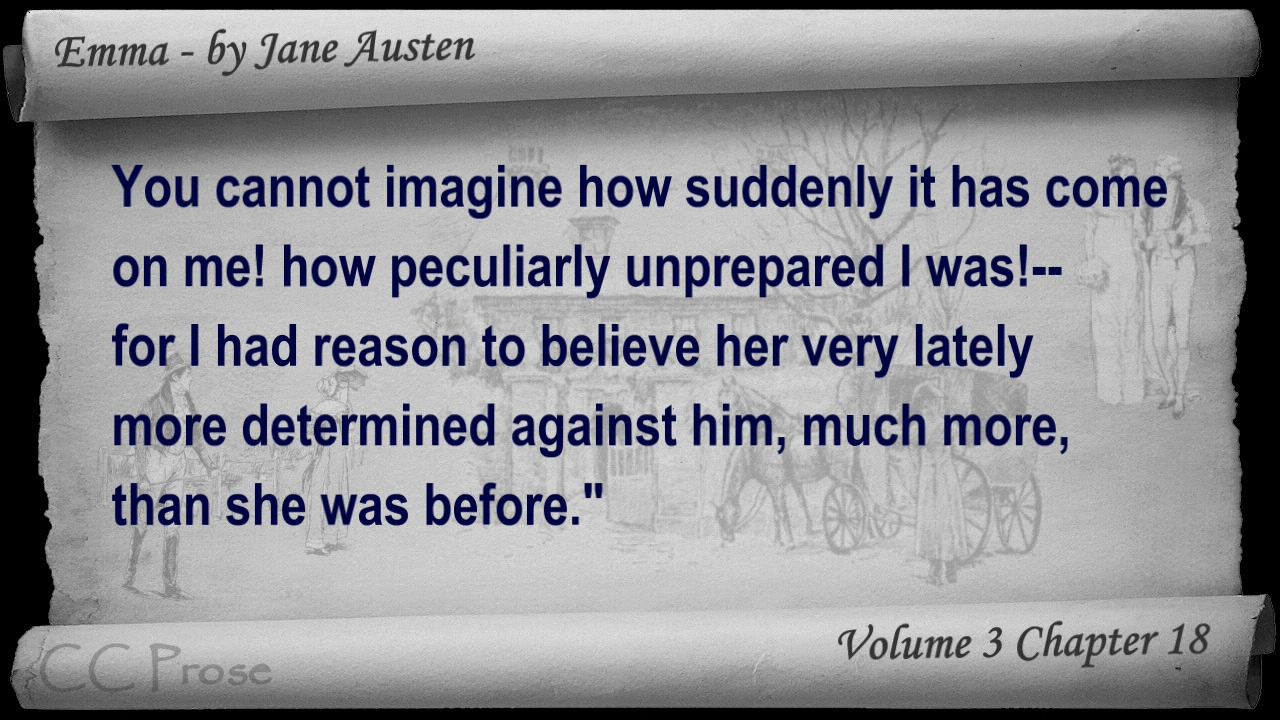 Emma - by Jane Austen
You cannot imagine how suddenly it has come
on me! how peculiarly unprepared I was!--
for I had reason to believe her very lately
more determined against him, much more,
than she was before."
Volume 3 Chapter 18
CC Prose